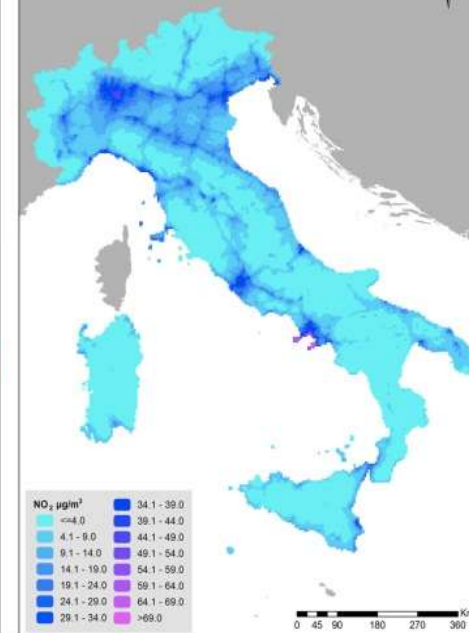 NO₂ µg/m³
<=4.0
4.1 - 9.0
9.1 - 14.0
14.1 - 19.0
19.1 - 24.0
24.1 - 29.0
29.1 - 34.0
34.1 - 39.0
39.1 - 44.0
44.1 - 49.0
49.1 - 54.0
54.1 - 59.0
59.1 - 64.0
64.1 - 69.0
>69.0
Km
0 45 90 180 270 360